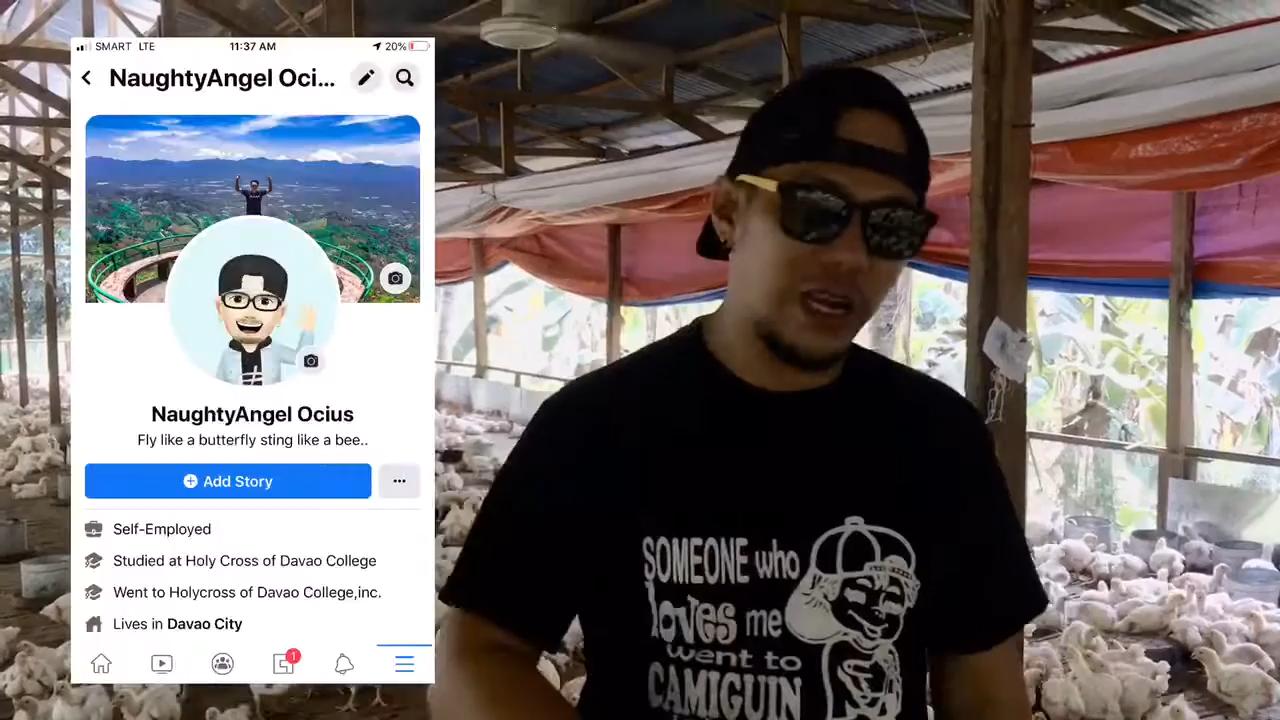 SMART LTE 11:37 AM 20%
NaughtyAngel Oci...
NaughtyAngel Ocius
Fly like a butterfly sting like a bee..
Add Story
Self-Employed
Studied at Holy Cross of Davao College
Went to Holycross of Davao College,inc.
Lives in Davao City
1
SOMEONE who
loves me
went to
CAMIGUIN